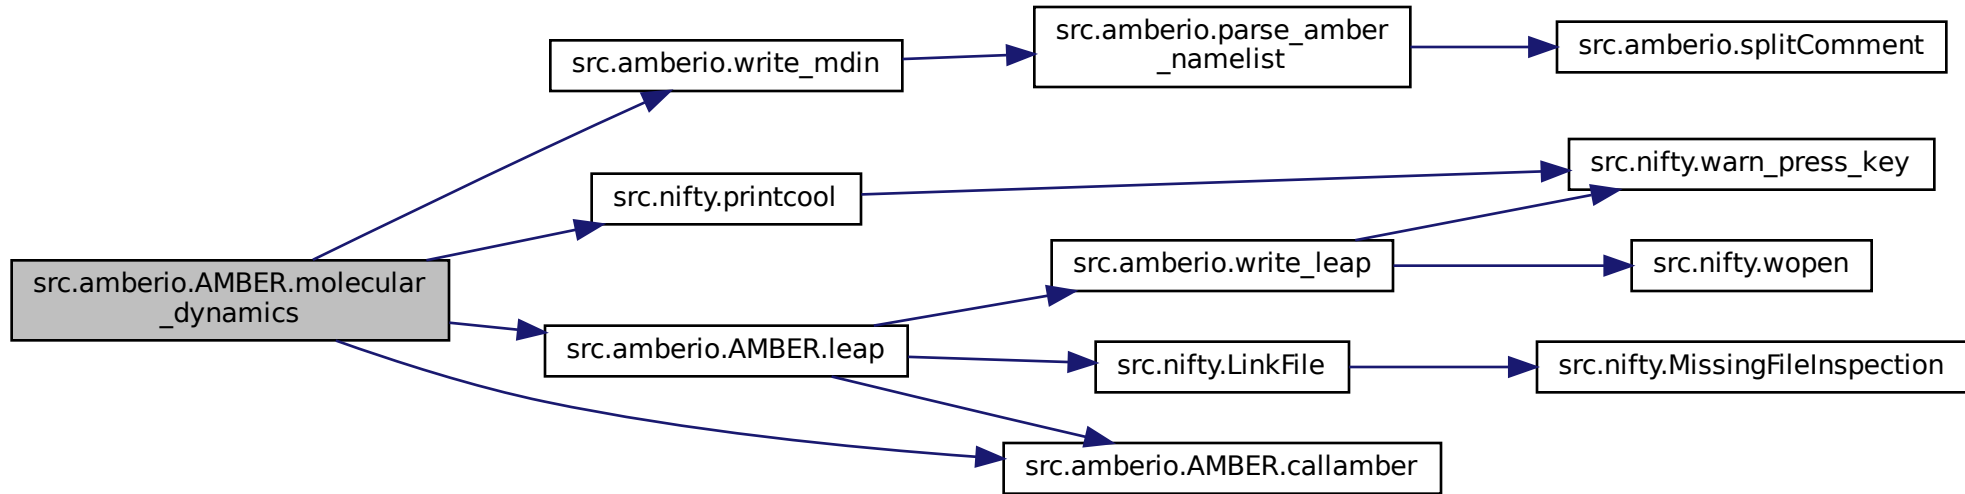 src.amberio.parse_amber
_namelist
src.amberio.splitComment
src.amberio.write_mdin
src.nifty.warn_press_key
src.nifty.printcool
src.amberio.write_leap
src.nifty.wopen
src.amberio.AMBER.molecular
_dynamics
src.amberio.AMBER.leap
src.nifty.LinkFile
src.nifty.MissingFileInspection
src.amberio.AMBER.callamber